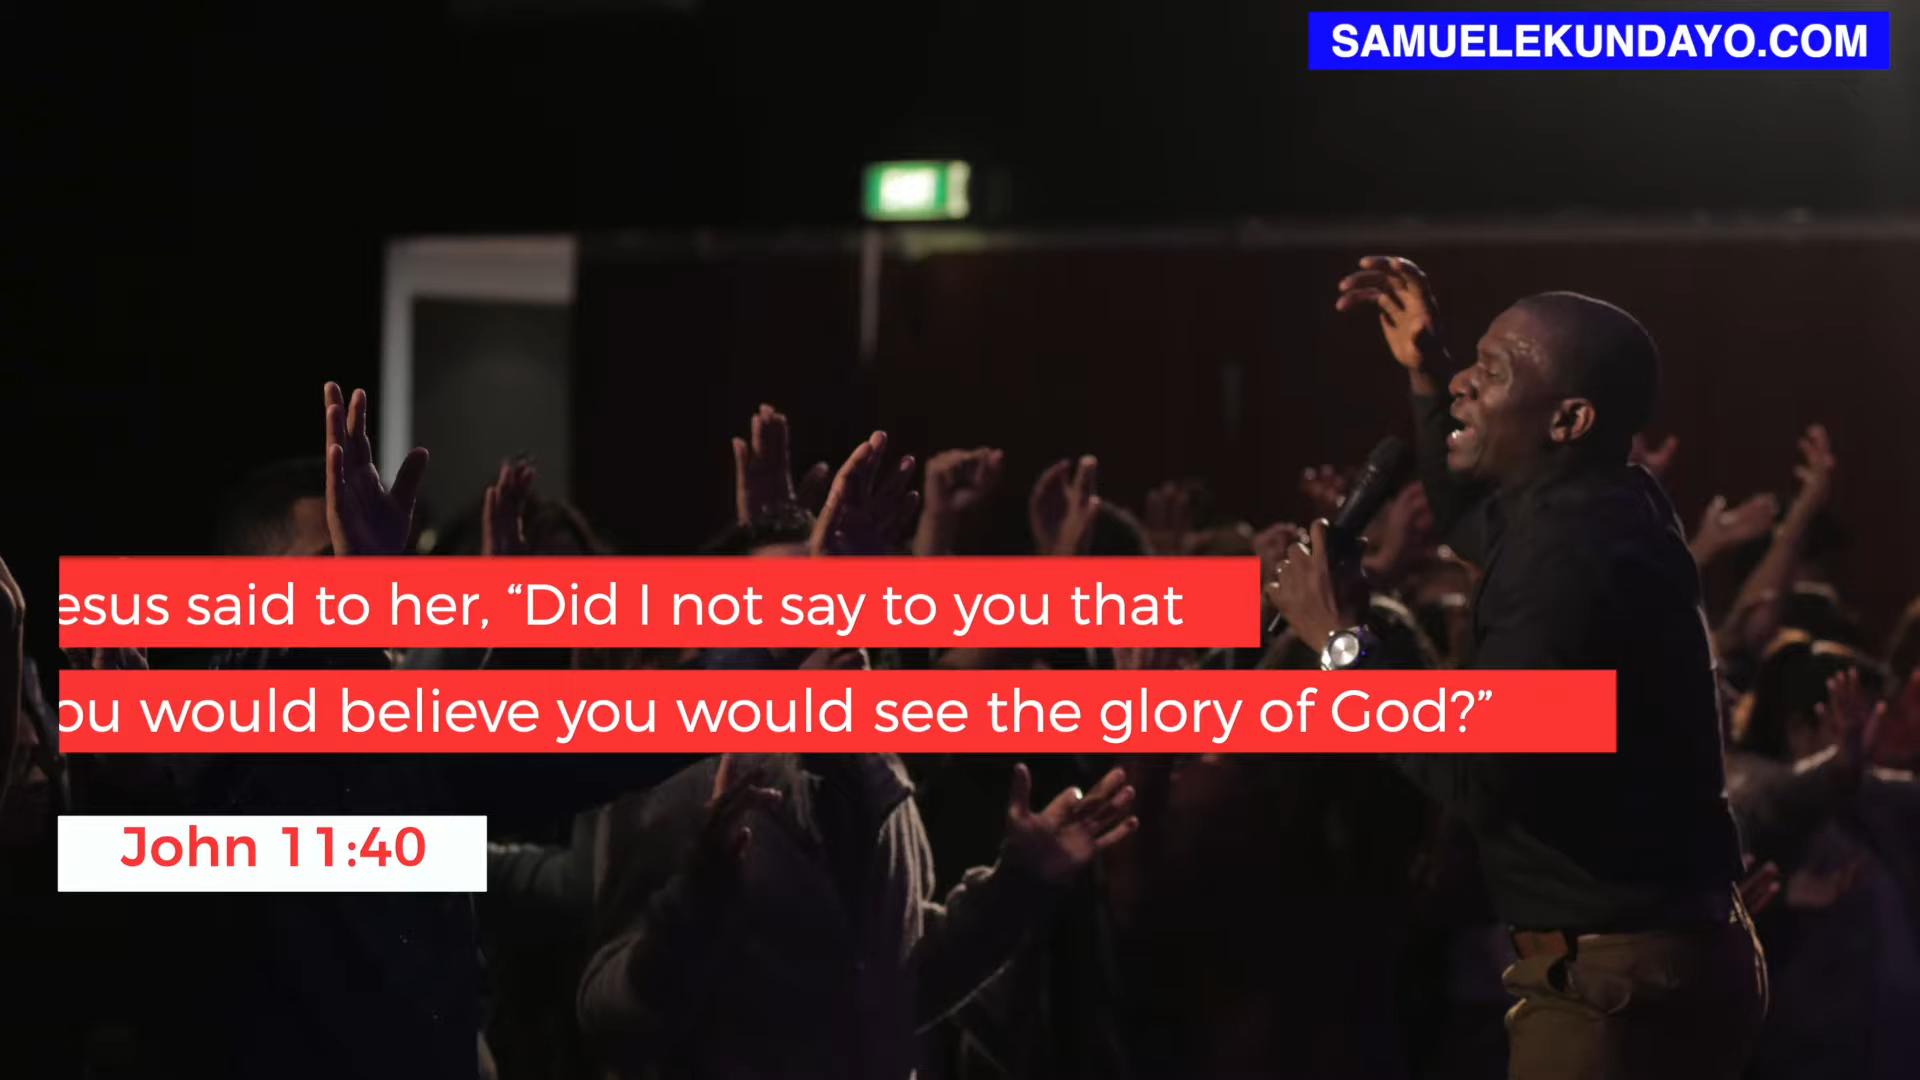 SAMUELEKUNDAYO.COM
esus said to her, “Did I not say to you that
ou would believe you would see the glory of God?”
John 11:40